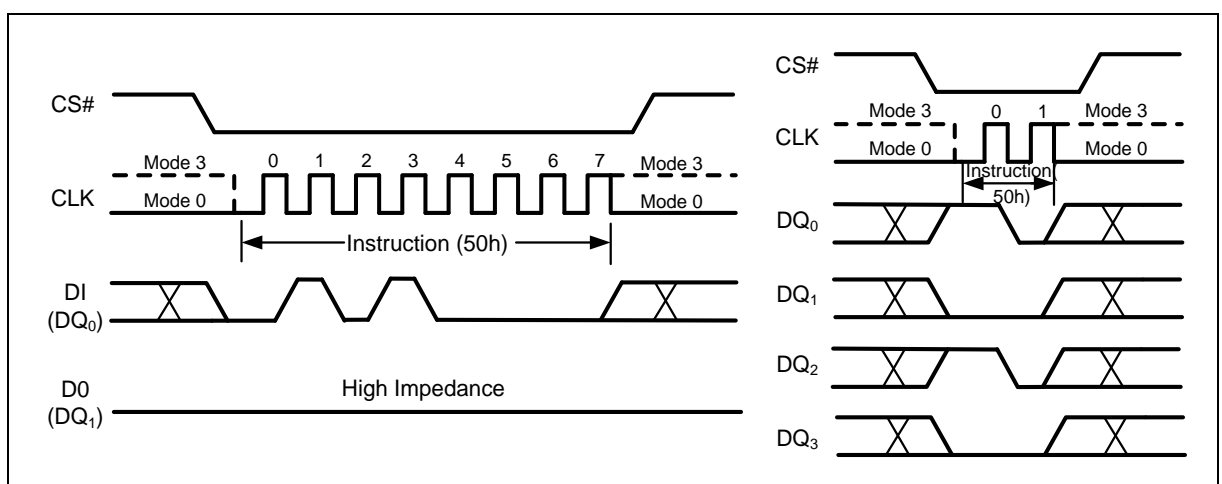 CS#
Mode 3 0 1 2 3 4 5 6 7 Mode 3
CLK Mode 0 Mode 0
Instruction (50h)
DI
(DQ0)
High Impedance
D0
(DQ1)
CS#
Mode 3 0 1 Mode 3
CLK Mode 0 Mode 0
Instruction(
50h)
DQ0
DQ1
DQ2
DQ3